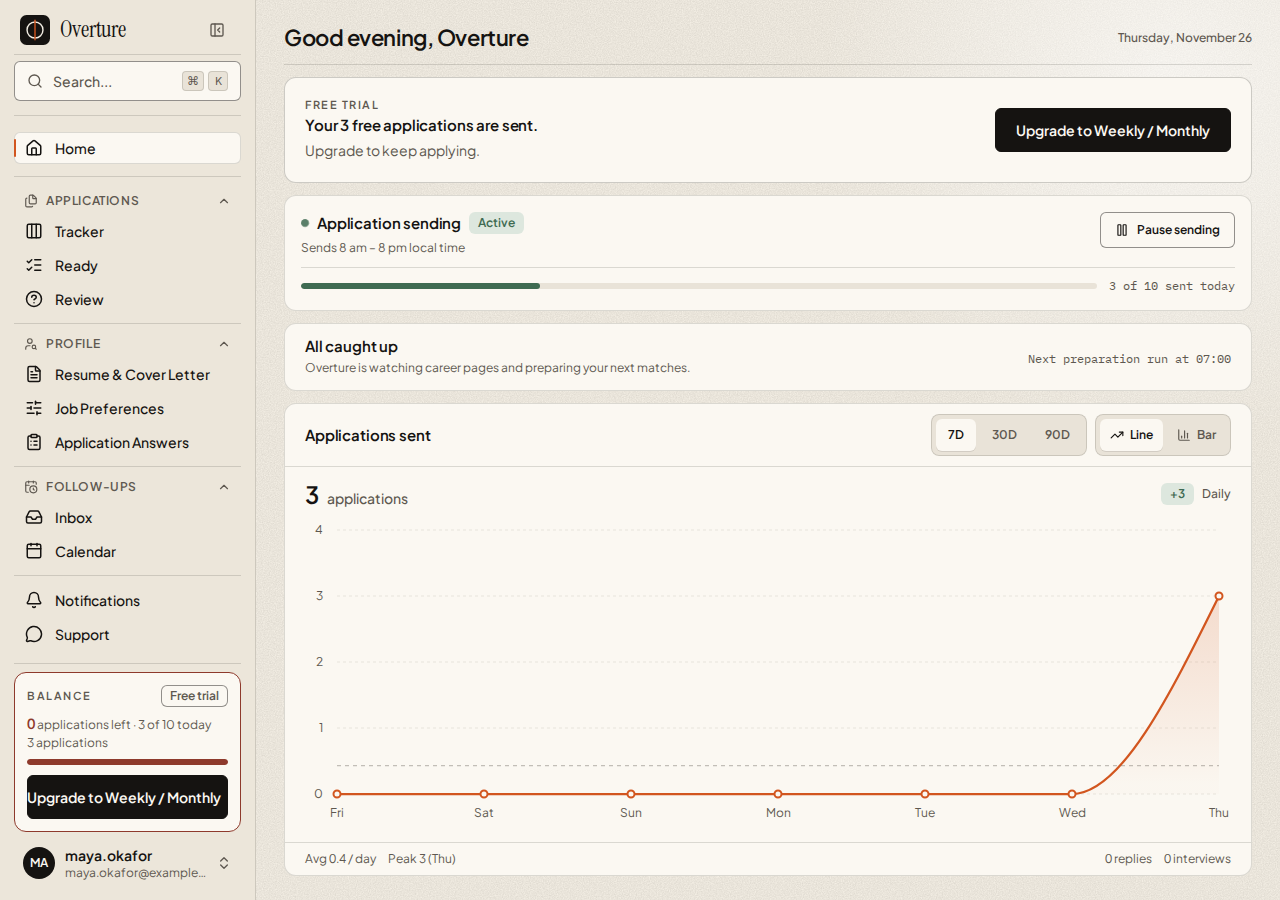 Overture
Search...
⌘ K
Home
APPLICATIONS
Tracker
Ready
Review
PROFILE
Resume & Cover Letter
Job Preferences
Application Answers
FOLLOW-UPS
Inbox
Calendar
Notifications
Support
BALANCE
Free trial
0 applications left · 3 of 10 today
3 applications
Upgrade to Weekly / Monthly
MA
maya.okafor
maya.okafor@example...
Good evening, Overture
Thursday, November 26
FREE TRIAL
Your 3 free applications are sent.
Upgrade to keep applying.
Upgrade to Weekly / Monthly
Application sending
Active
Sends 8 am – 8 pm local time
Pause sending
3 of 10 sent today
All caught up
Overture is watching career pages and preparing your next matches.
Next preparation run at 07:00
Applications sent
7D 30D 90D
Line Bar
3 applications
+3 Daily
4
3
2
1
0
Fri Sat Sun Mon Tue Wed Thu
Avg 0.4 / day Peak 3 (Thu)
0 replies 0 interviews